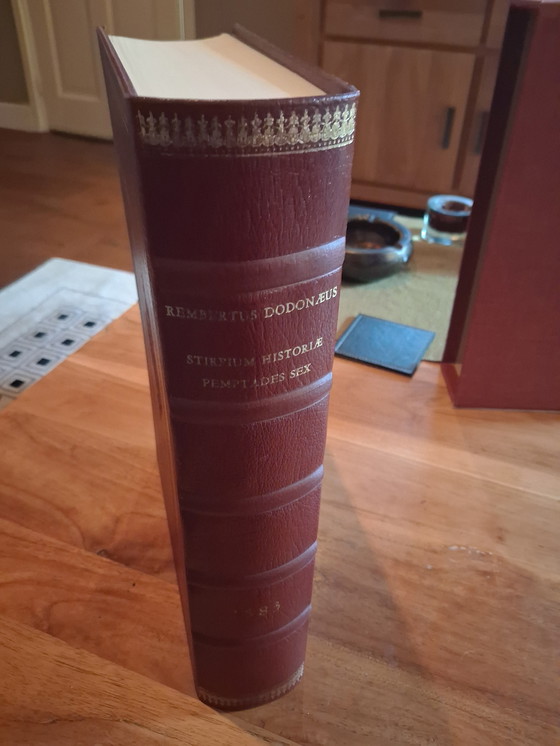 REMBERTUS DODONÆUS
STIRPIUM HISTORIÆ
PEMPTADES SEX